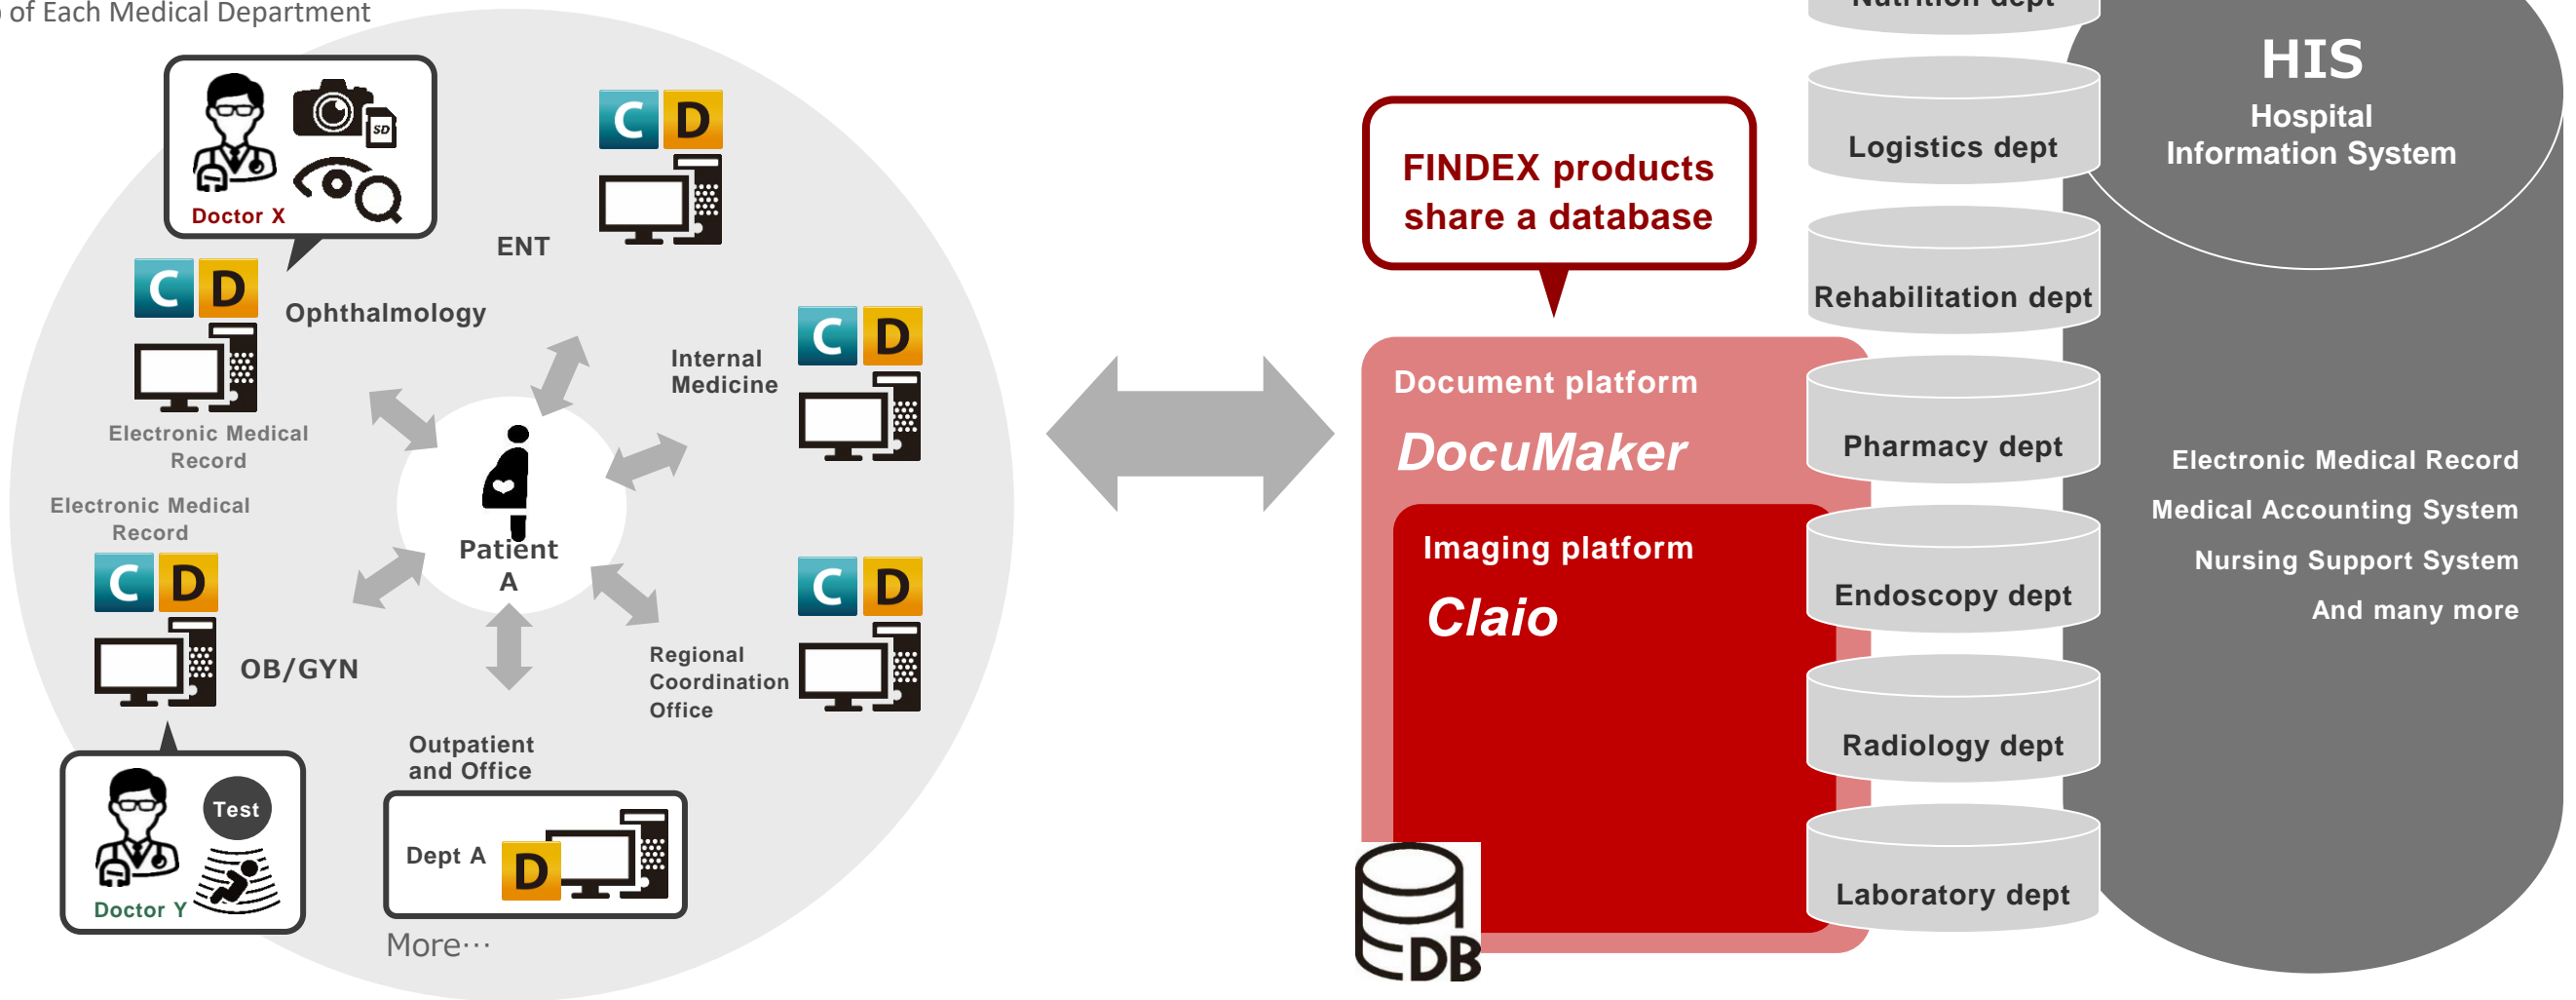 of Each Medical Department
SD
Doctor X
C D
ENT
C D
Ophthalmology
Electronic Medical
Record
Internal
Medicine
C D
Electronic Medical
Record
C D
OB/GYN
Patient
A
Regional
Coordination
Office
C D
Test
Doctor Y
Outpatient
and Office
Dept A
D
More…
FINDEX products
share a database
Document platform
DocuMaker
Imaging platform
Claio
DB
Nutrition dept
Logistics dept
Rehabilitation dept
Pharmacy dept
Endoscopy dept
Radiology dept
Laboratory dept
HIS
Hospital
Information System
Electronic Medical Record
Medical Accounting System
Nursing Support System
And many more